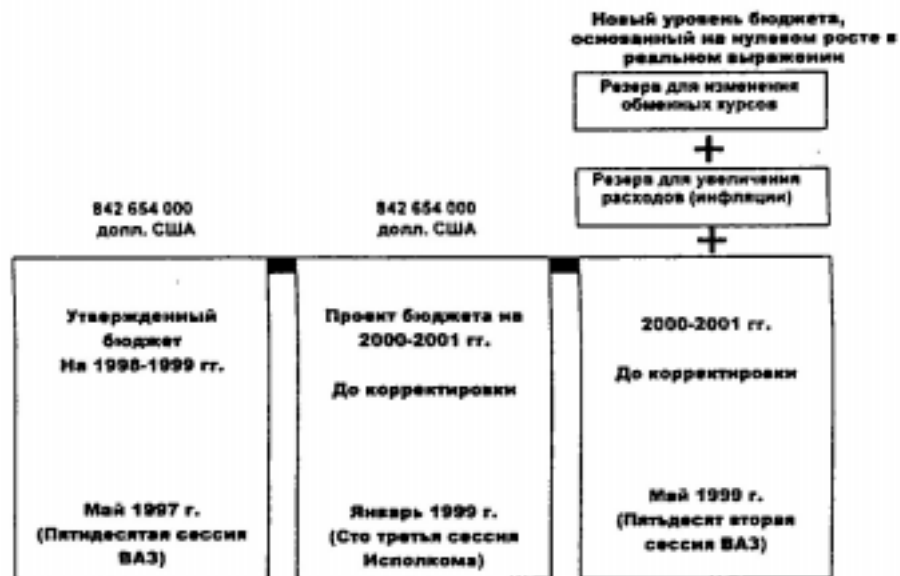 Новый уровень бюджета,
основанный на нулевом росте в
реальном выражении
Резерв для изменения
обменных курсов
+
Резерв для увеличения
расходов (инфляции)
+
842 654 000
долл. США
842 654 000
долл. США
Утвержденный
бюджет
На 1998-1999 гг.
Май 1997 г.
(Пятидесятая сессия
ВАЗ)
Проект бюджета на
2000-2001 гг.
До корректировки
Январь 1999 г.
(Сто третья сессия
Исполкома)
2000-2001 гг.
До корректировки
Май 1999 г.
(Пятьдесят вторая
сессия ВАЗ)